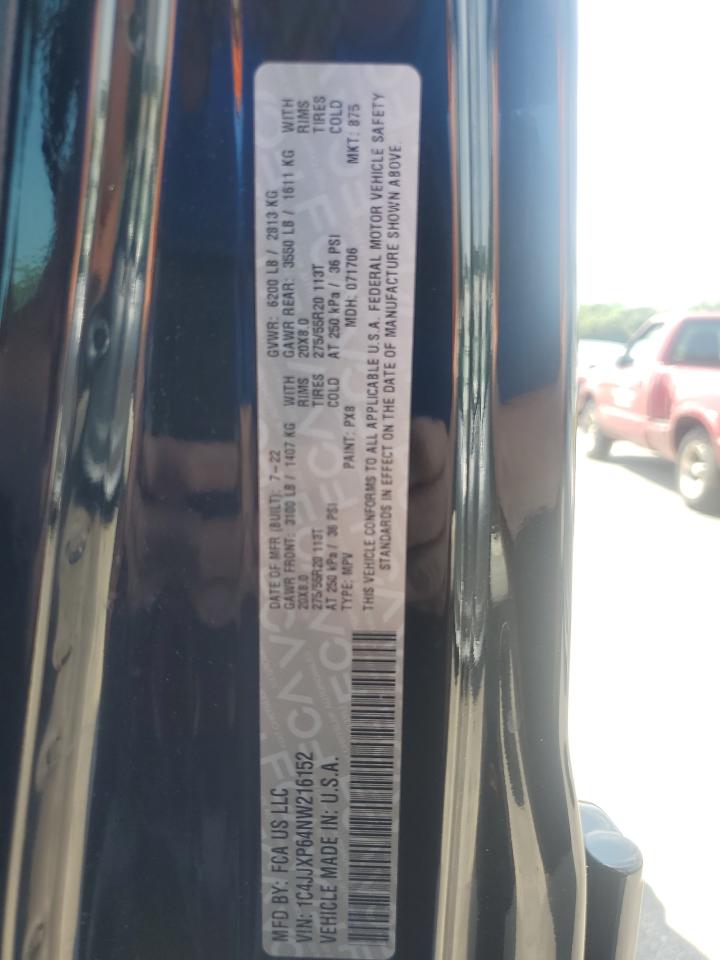 MFD BY: FCA US LLC
DATE OF MFR (BUILT): 7-22
GVWR: 6200 LB / 2813 KG
GAWR FRONT: 3100 LB / 1407 KG WITH
GAWR REAR: 3550 LB / 1611 KG WITH
20X8.0 RIMS
20X8.0 RIMS
275/55R20 113T TIRES
275/55R20 113T TIRES
AT 250 kPa / 36 PSI COLD
AT 250 kPa / 36 PSI COLD
VIN: 1C4JJXP64NW216152
TYPE: MPV
PAINT: PX8
MDH: 071706
MKT: 875
VEHICLE MADE IN: U.S.A.
THIS VEHICLE CONFORMS TO ALL APPLICABLE U.S.A. FEDERAL MOTOR VEHICLE SAFETY
STANDARDS IN EFFECT ON THE DATE OF MANUFACTURE SHOWN ABOVE.